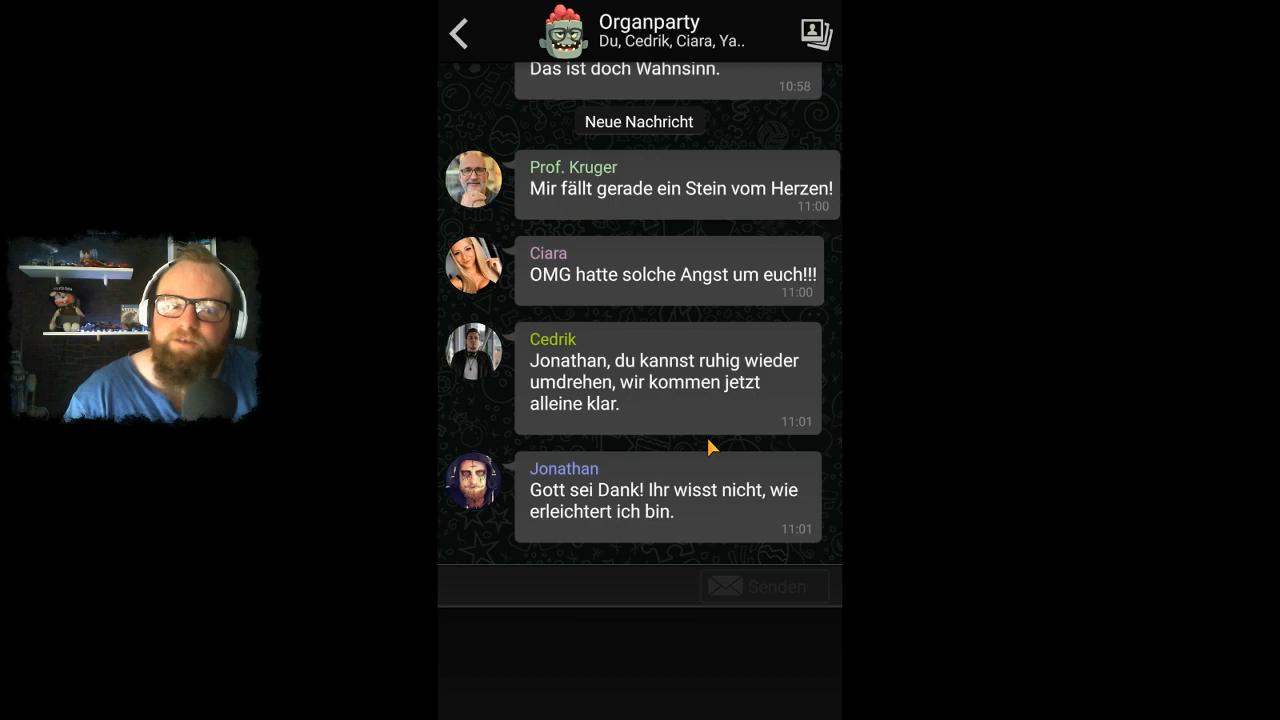 Organparty
Du, Cedrik, Ciara, Ya..
Das ist doch Wahnsinn.
10:58
Neue Nachricht
Prof. Kruger
Mir fällt gerade ein Stein vom Herzen!
11:00
Ciara
OMG hatte solche Angst um euch!!!
11:00
Cedrik
Jonathan, du kannst ruhig wieder
umdrehen, wir kommen jetzt
alleine klar.
11:01
Jonathan
Gott sei Dank! Ihr wisst nicht, wie
erleichtert ich bin.
11:01
Senden